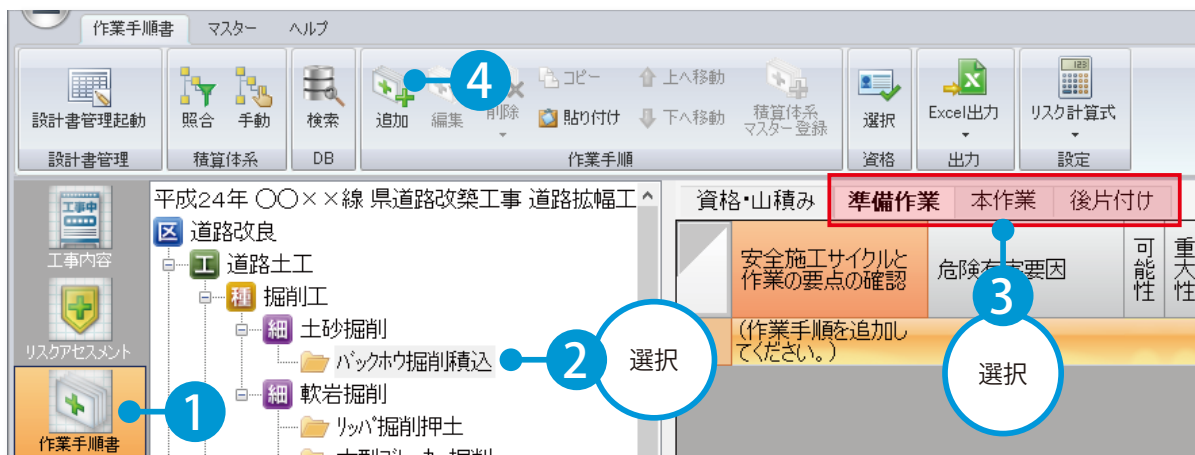 作業手順書 マスター ヘルプ
設計書管理起動 照合 手動 検索 追加 編集 削除 コピー 貼り付け 上へ移動 下へ移動 積算体系 マスター登録 選択 Excel出力 リスク計算式
4
設計書管理 積算体系 DB 作業手順 資格 出力 設定
工事中
工事内容
リスクアセスメント
作業手順書
1
平成24年 〇〇××線 県道路改築工事 道路拡幅工
区 道路改良
工 道路土工
種 掘削工
細 土砂掘削
バックホウ掘削積込
2 選択
細 軟岩掘削
リッパ掘削押土
資格・山積み 準備作業 本作業 後片付け
安全施工サイクルと
作業の要点の確認
危険有害要因
可能性
重大性
(作業手順を追加し
てください。)
3
選択